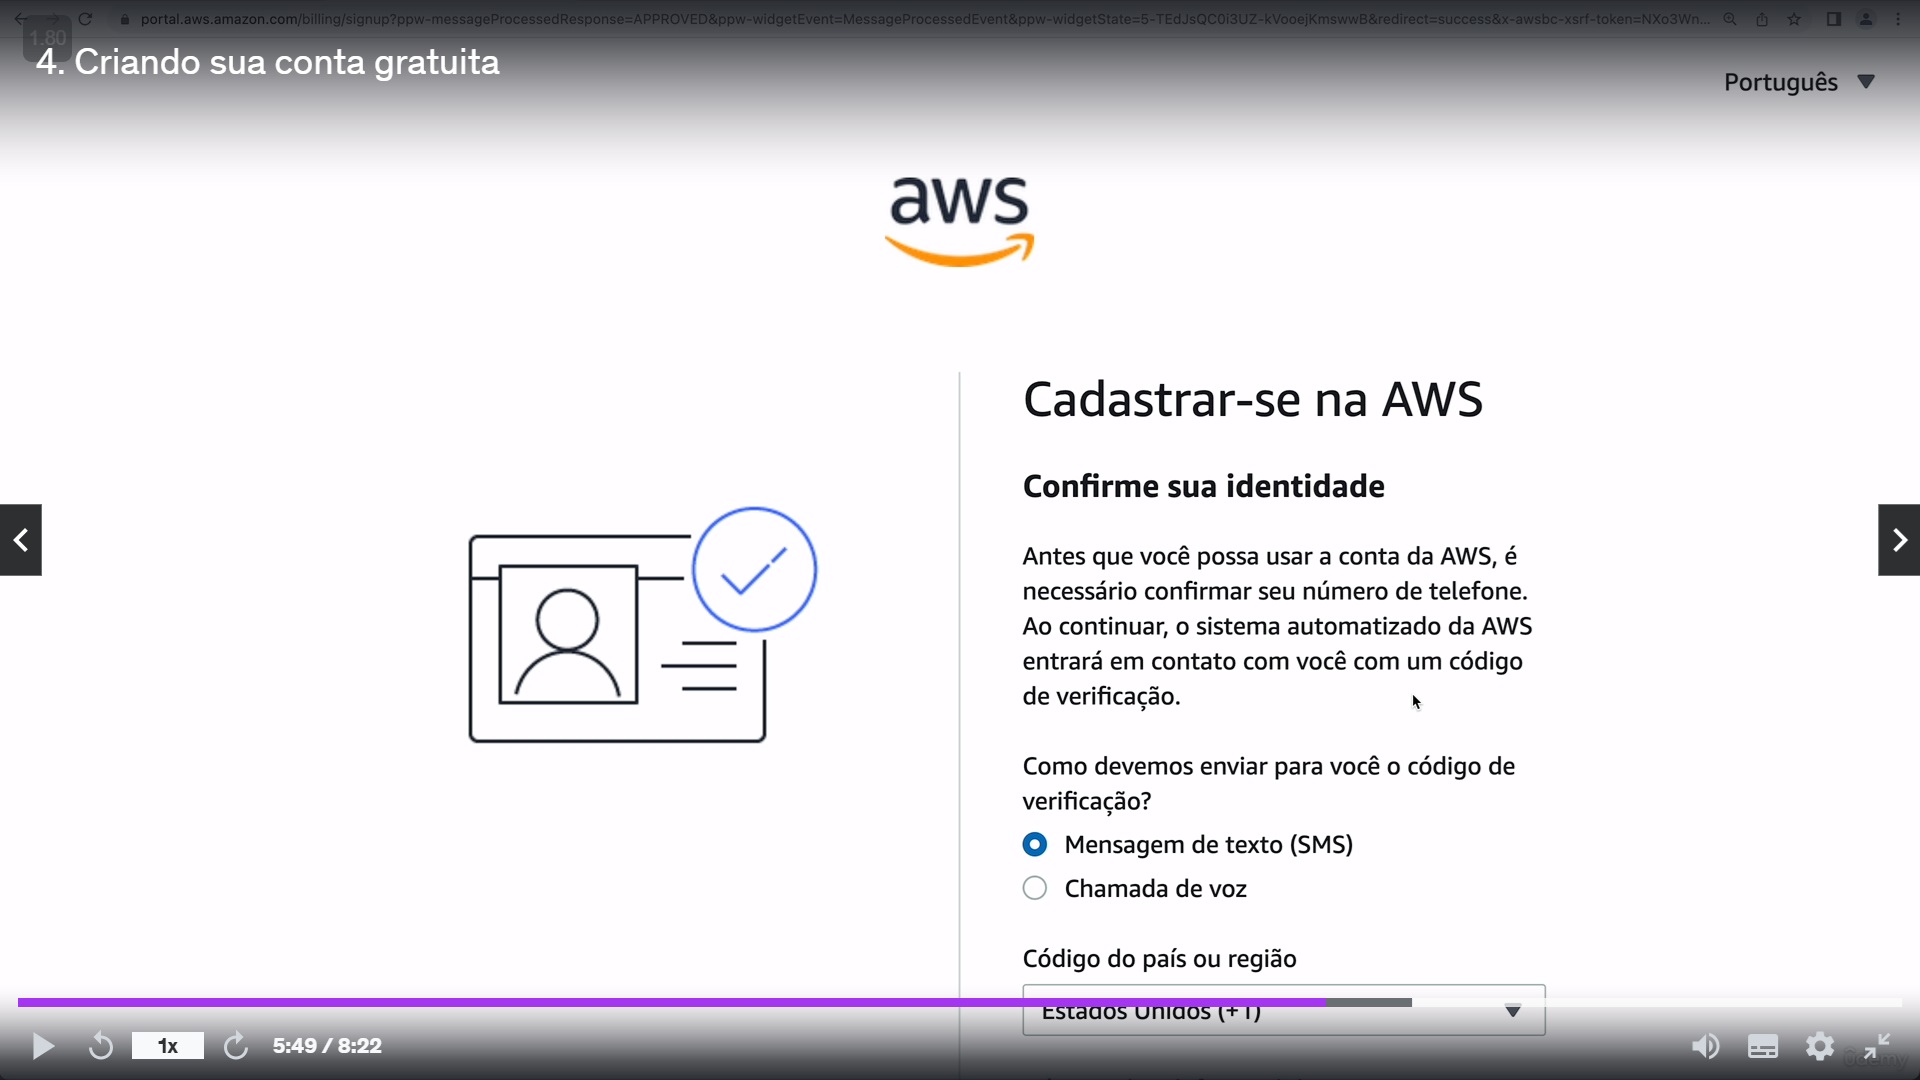 portal.aws.amazon.com/billing/signup?ppw-messageProcessedResponse=APPROVED&ppw-widgetEvent=MessageProcessedEvent&ppw-widgetState=5-TEdJsQC0i3UZ-kVooejKmswwB&redirect=success&x-awsbc-xsrf-token=NXo3Wn...
1.80
4. Criando sua conta gratuita
Português
aws
Cadastrar-se na AWS
Confirme sua identidade
Antes que você possa usar a conta da AWS, é
necessário confirmar seu número de telefone.
Ao continuar, o sistema automatizado da AWS
entrará em contato com você com um código
de verificação.
Como devemos enviar para você o código de
verificação?
Mensagem de texto (SMS)
Chamada de voz
Código do país ou região
Estados Unidos (+1)
1x
5:49 / 8:22
Udemy